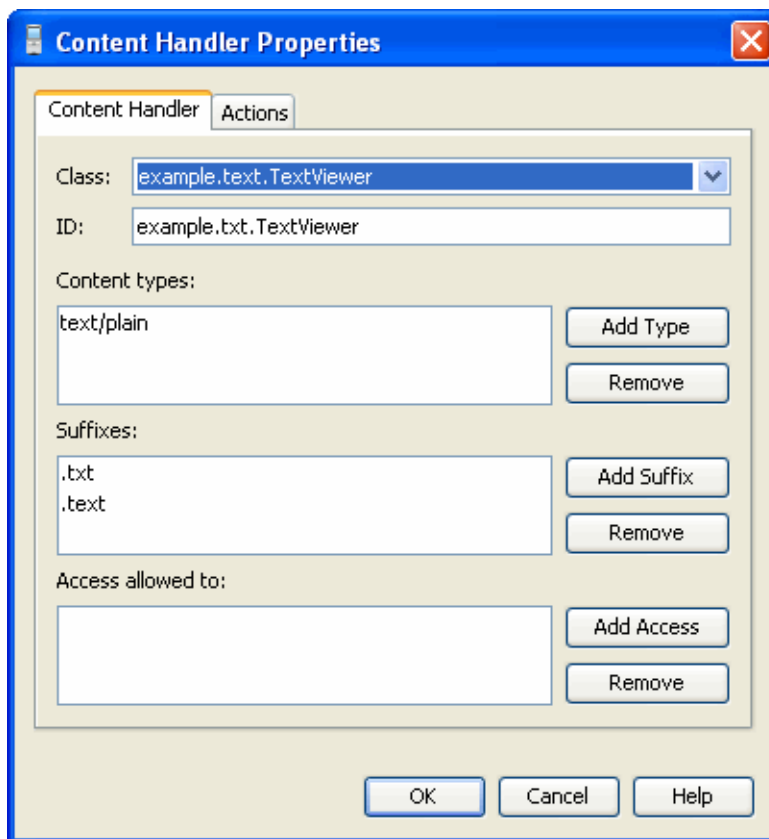 Content Handler Properties
Content Handler Actions
Class: example.text.TextViewer
ID: example.txt.TextViewer
Content types:
text/plain
Add Type
Remove
Suffixes:
.txt
.text
Add Suffix
Remove
Access allowed to:
Add Access
Remove
OK Cancel Help